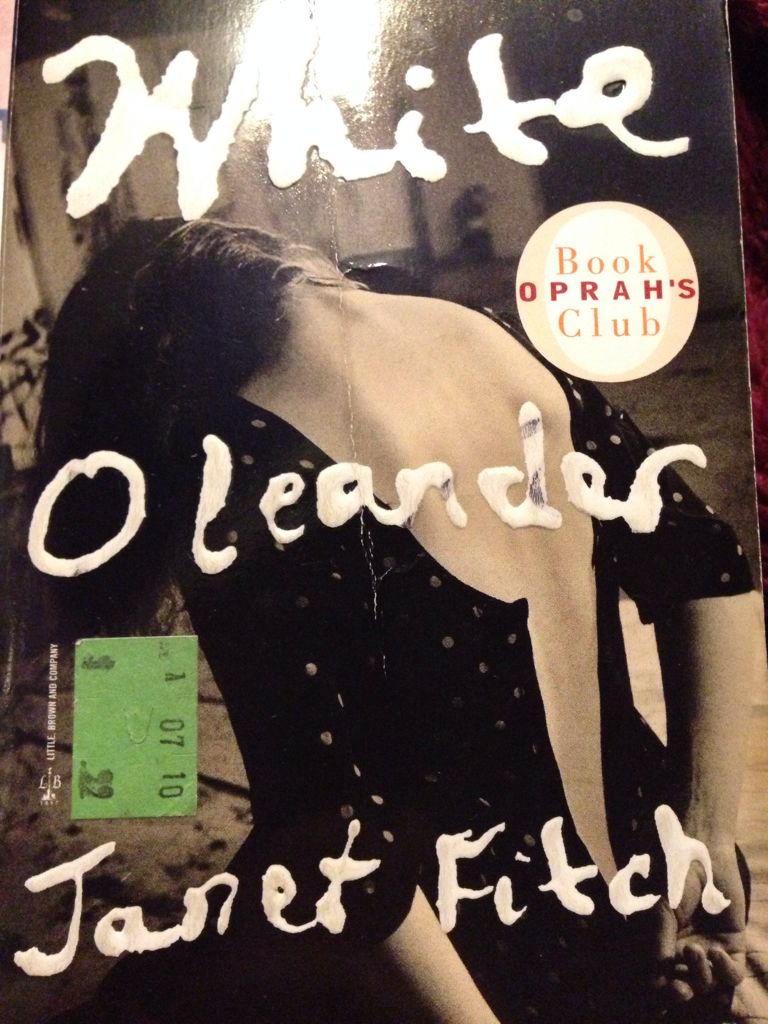 White
Book
OPRAH'S
Club
Oleander
LITTLE, BROWN AND COMPANY
L B
A 07 10
Janet Fitch